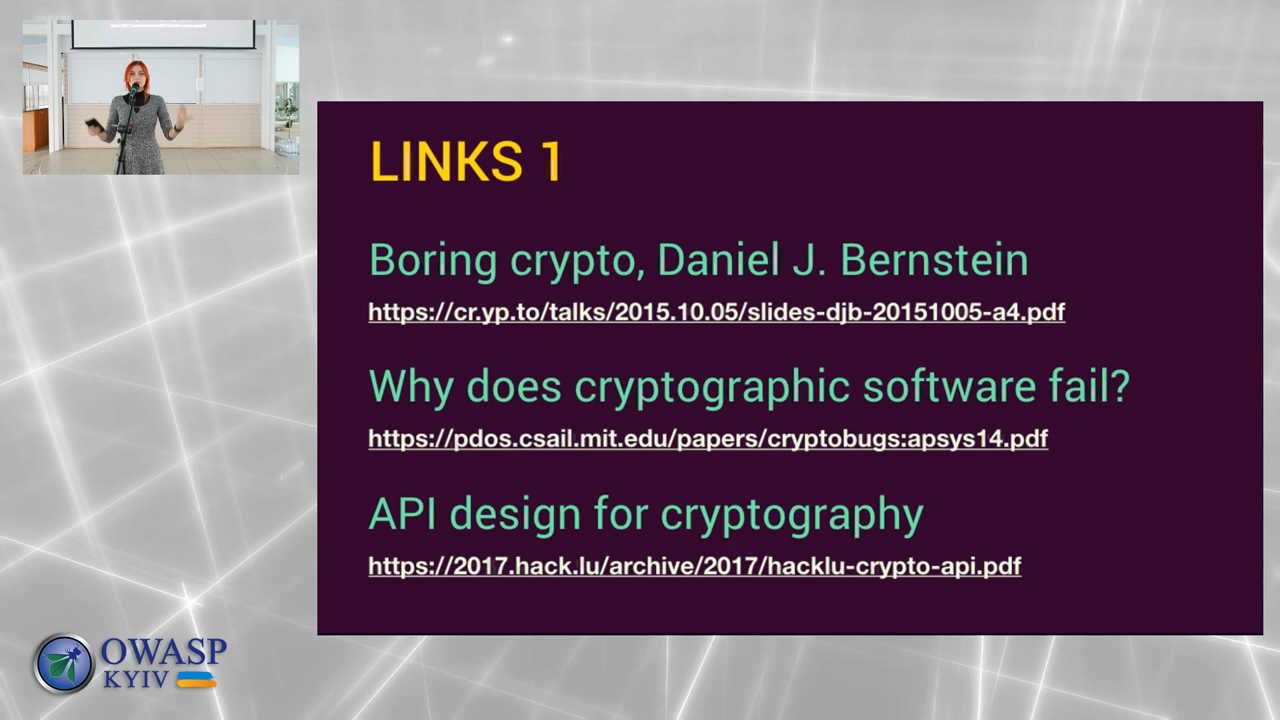 LINKS 1
Boring crypto, Daniel J. Bernstein
https://cr.yp.to/talks/2015.10.05/slides-djb-20151005-a4.pdf
Why does cryptographic software fail?
https://pdos.csail.mit.edu/papers/cryptobugs:apsys14.pdf
API design for cryptography
https://2017.hack.lu/archive/2017/hacklu-crypto-api.pdf
OWASP
KYIV